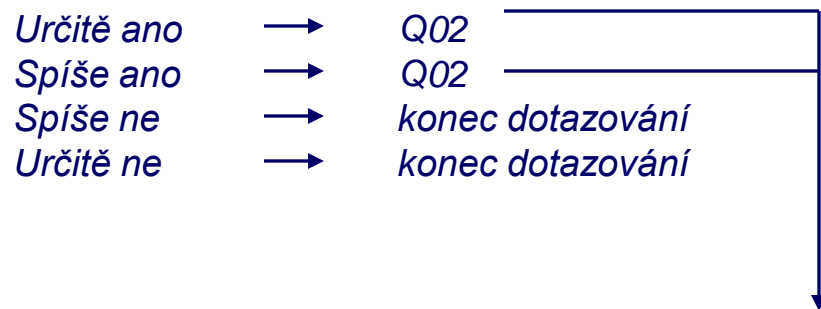 Určitě ano → Q02
Spíše ano → Q02
Spíše ne → konec dotazování
Určitě ne → konec dotazování